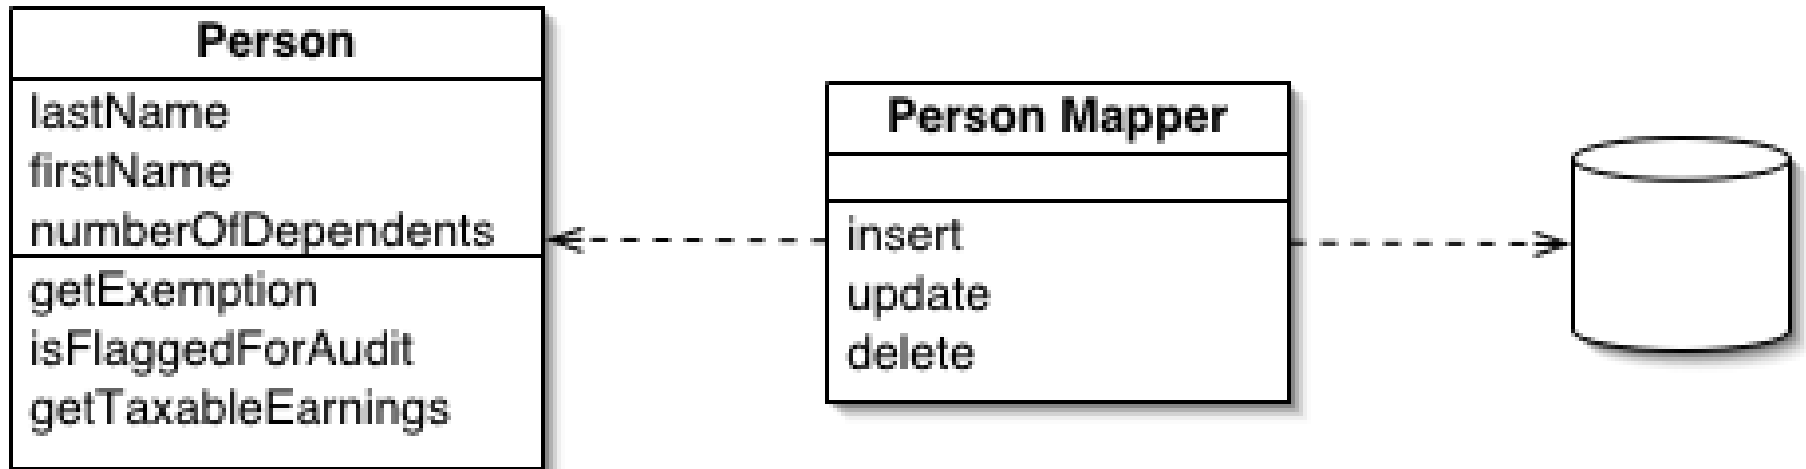 Person
lastName
firstName
numberOfDependents
getExemption
isFlaggedForAudit
getTaxableEarnings
Person Mapper
insert
update
delete